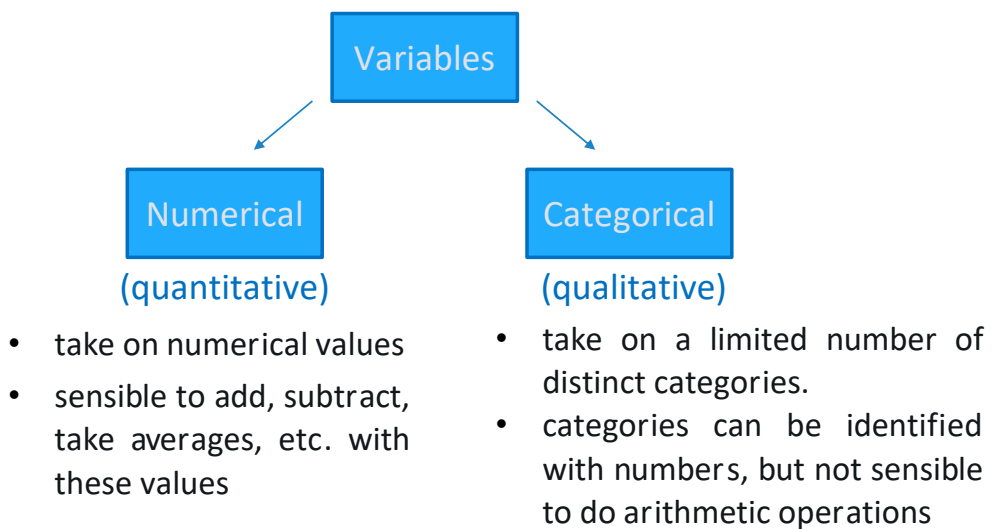 Variables
Numerical
(quantitative)
• take on numerical values
• sensible to add, subtract,
take averages, etc. with
these values
Categorical
(qualitative)
• take on a limited number of
distinct categories.
• categories can be identified
with numbers, but not sensible
to do arithmetic operations